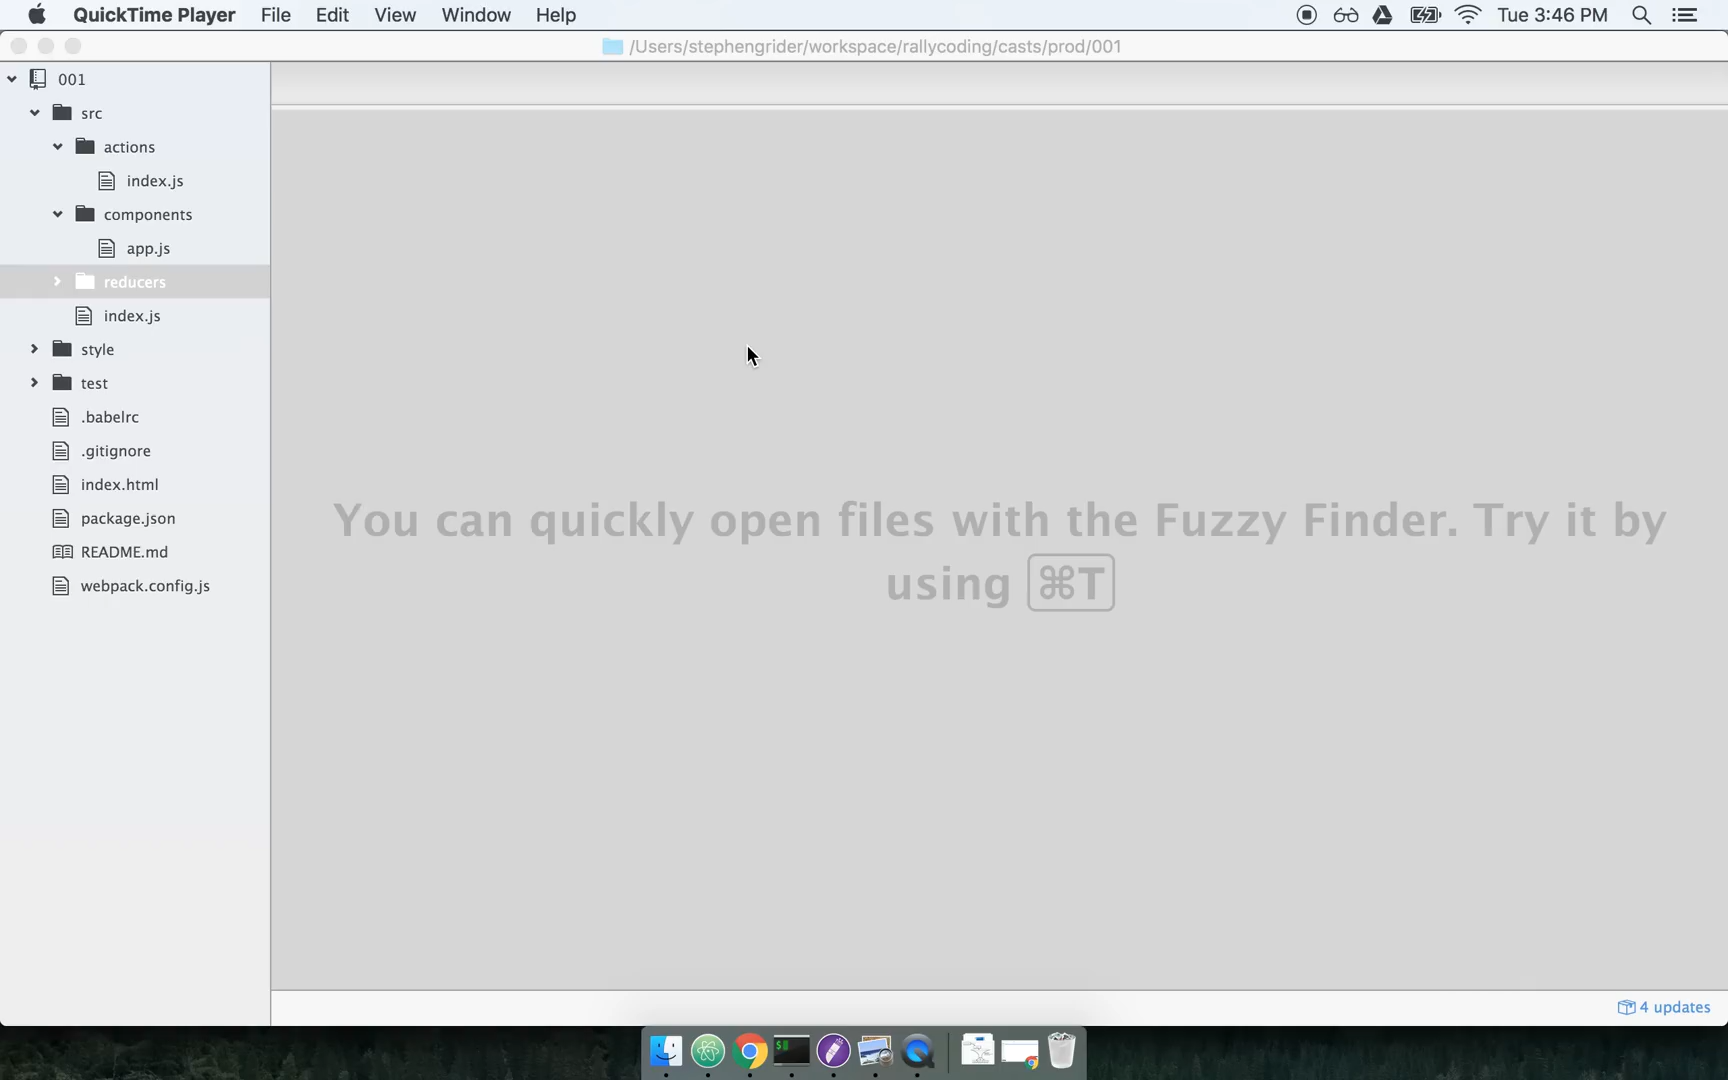 QuickTime Player File Edit View Window Help Tue 3:46 PM
/Users/stephengrider/workspace/rallycoding/casts/prod/001
001
src
actions
index.js
components
app.js
reducers
index.js
style
test
.babelrc
.gitignore
index.html
package.json
README.md
webpack.config.js
You can quickly open files with the Fuzzy Finder. Try it by
using ⌘T
4 updates